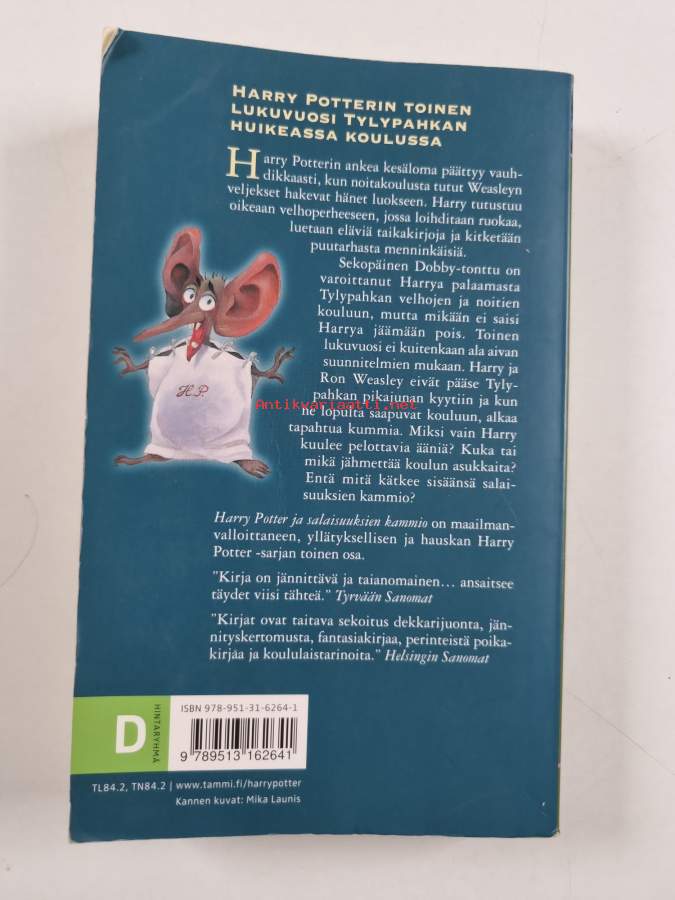 HARRY POTTERIN TOINEN
LUKUVUOSI TYLYPAHKAN
HUIKEASSA KOULUSSA
Harry Potterin ankea kesäloma päättyy vauh-
dikkaasti, kun noitakoulusta tutut Weasleyn
veljekset hakevat hänet luokseen. Harry tutustuu
oikeaan velhoperheeseen, jossa loihditaan ruokaa,
luetaan eläviä taikakirjoja ja kitketään
puutarhasta menninkäisiä.
Sekopäinen Dobby-tonttu on
varoittanut Harrya palaamasta
Tylypahkan velhojen ja noitien
kouluun, mutta mikään ei saisi
Harrya jäämään pois. Toinen
lukuvuosi ei kuitenkaan ala aivan
suunnitelmien mukaan. Harry ja
Ron Weasley eivät pääse Tyly-
pahkan pikajunan kyytiin ja kun
he lopulta saapuvat kouluun, alkaa
tapahtua kummia. Miksi vain Harry
kuulee pelottavia ääniä? Kuka tai
mikä jähmettää koulun asukkaita?
Entä mitä kätkee sisäänsä salai-
suuksien kammio?
H.P.
Antikvariaatti.net
Harry Potter ja salaisuuksien kammio on maailman-
valloittaneen, yllätyksellisen ja hauskan Harry
Potter -sarjan toinen osa.
"Kirja on jännittävä ja taianomainen... ansaitsee
täydet viisi tähteä." Tyrvään Sanomat
"Kirjat ovat taitava sekoitus dekkarijuonta, jän-
nityskertomusta, fantasiakirjaa, perinteistä poika-
kirjaa ja koululaistarinoita." Helsingin Sanomat
D
HINTARYHMÄ
ISBN 978-951-31-6264-1
9 789513 162641
TL84.2, TN84.2 | www.tammi.fi/harrypotter
Kannen kuvat: Mika Launis